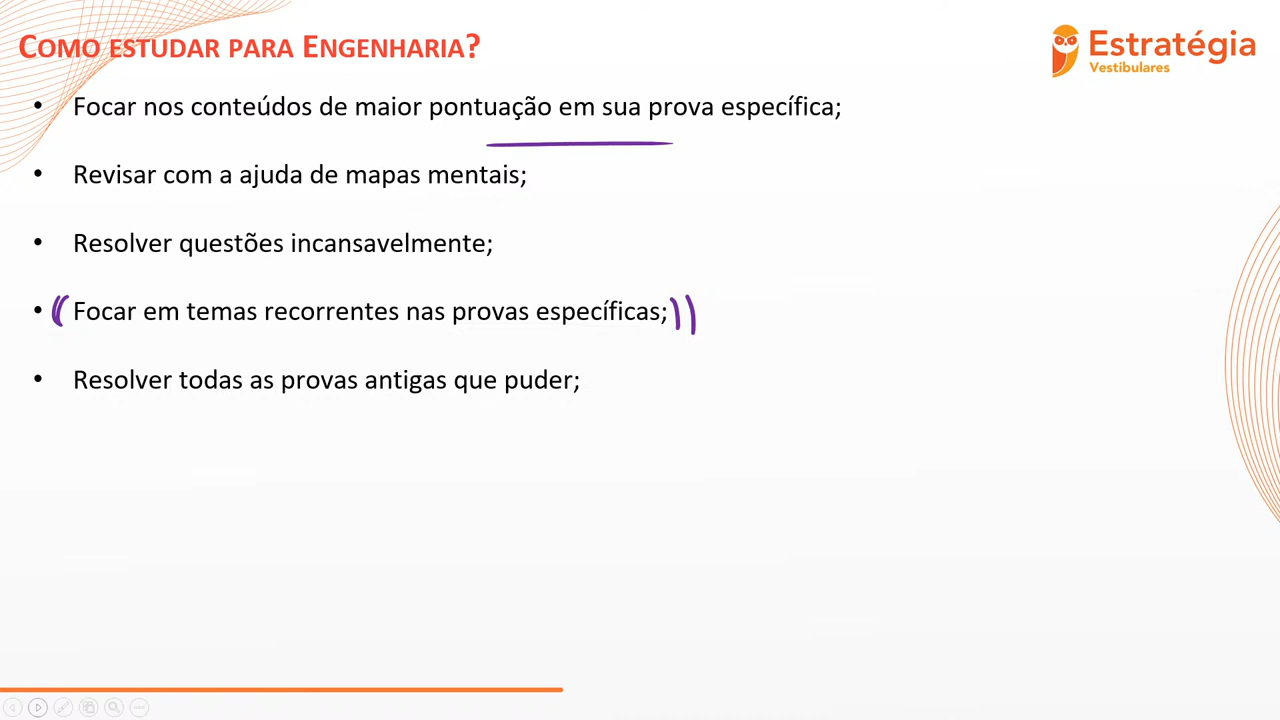 Como estudar para Engenharia?
Estratégia
Vestibulares
• Focar nos conteúdos de maior pontuação em sua prova específica;
• Revisar com a ajuda de mapas mentais;
• Resolver questões incansavelmente;
• Focar em temas recorrentes nas provas específicas;
• Resolver todas as provas antigas que puder;